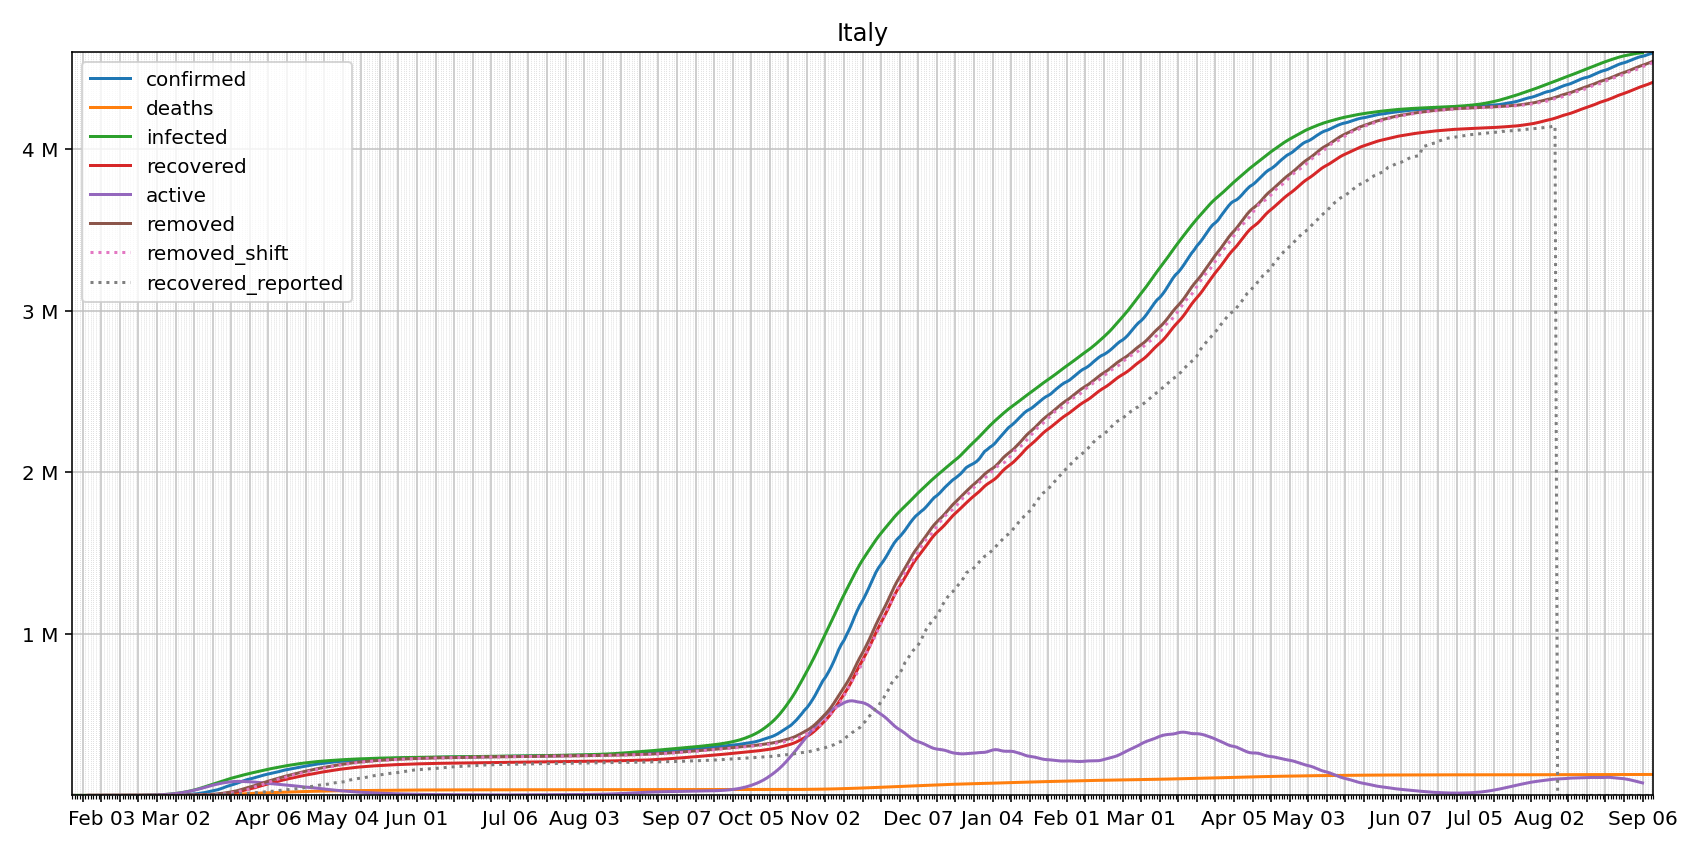 Italy
confirmed
deaths
infected
recovered
active
removed
removed_shift
recovered_reported
4 M
3 M
2 M
1 M
Feb 03 Mar 02 Apr 06 May 04 Jun 01 Jul 06 Aug 03 Sep 07 Oct 05 Nov 02 Dec 07 Jan 04 Feb 01 Mar 01 Apr 05 May 03 Jun 07 Jul 05 Aug 02 Sep 06